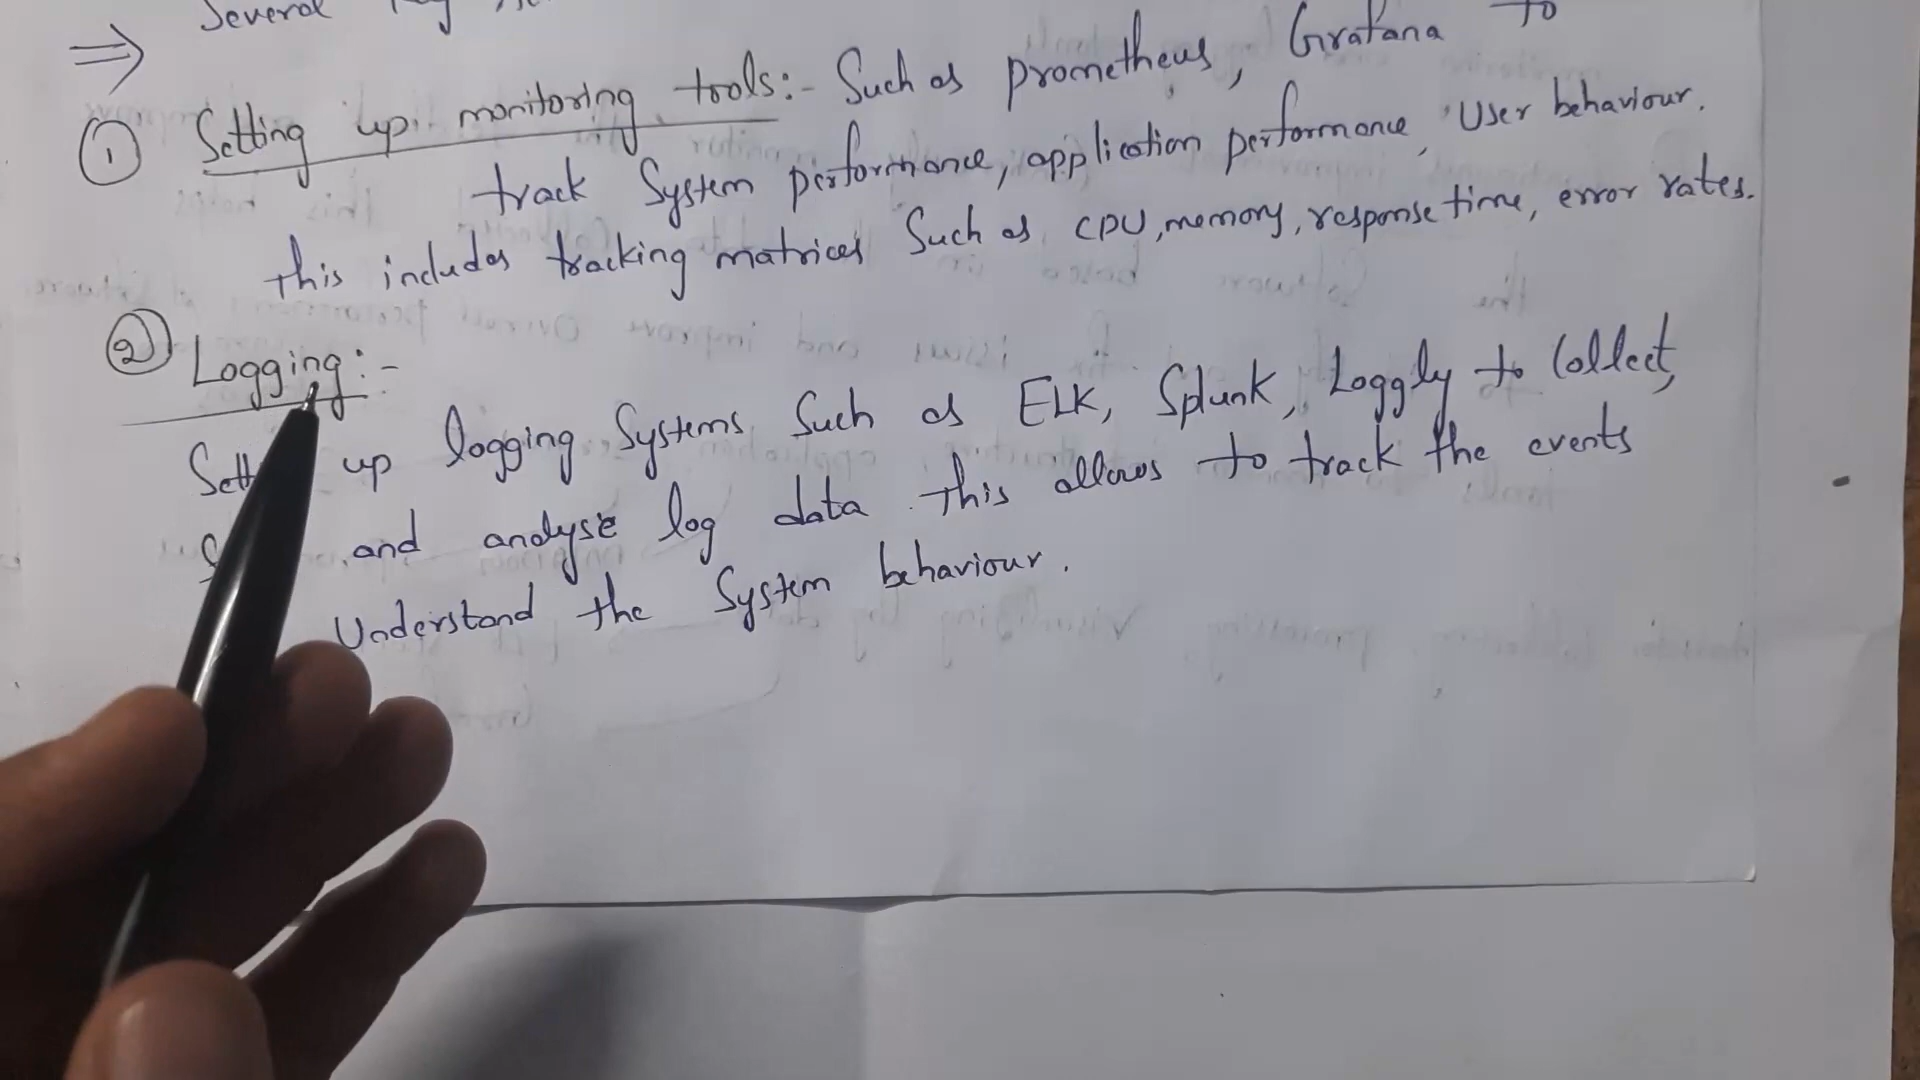 ⇒ Several
① Setting up monitoring tools:- Such as prometheus, Grafana to
track System performance, application performance, User behaviour.
this includes tracking matrices Such as CPU, memory, response time, error rates.
② Logging:-
up logging Systems Such as ELK, Splunk, Loggly to Collect,
and analyse log data. This allows to track the events
Understand the System behaviour.